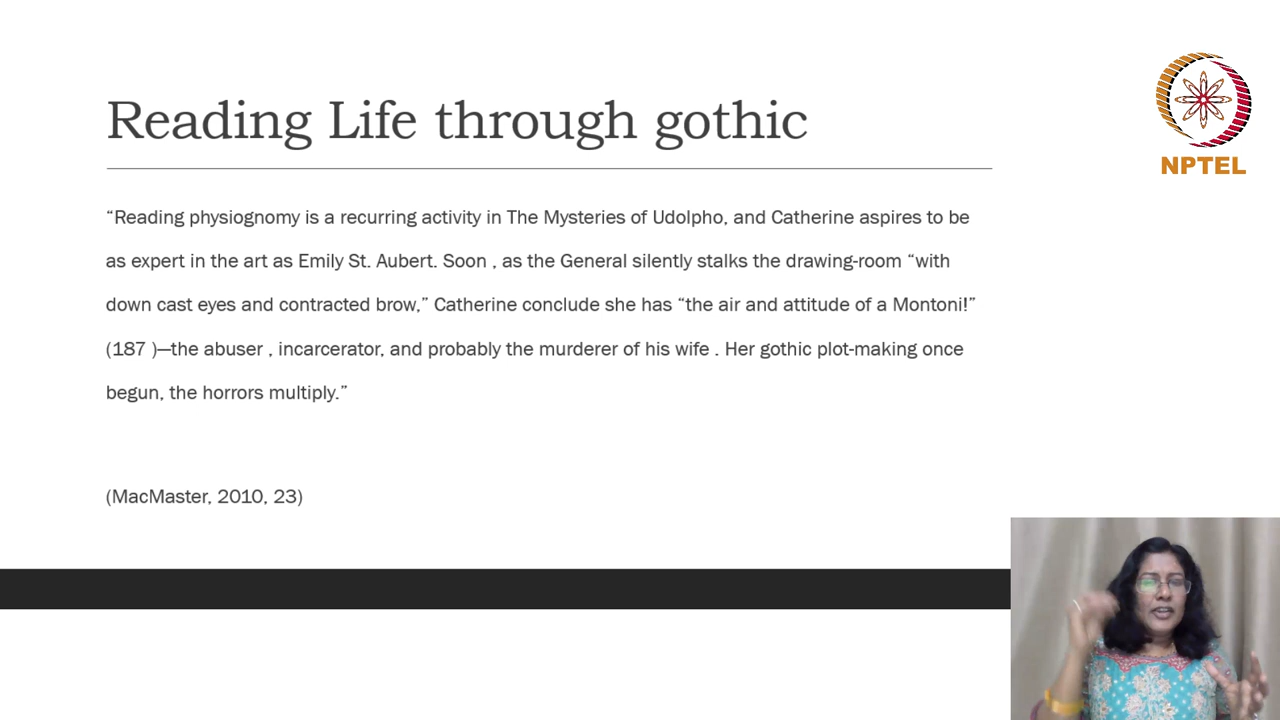 Reading Life through gothic
NPTEL
“Reading physiognomy is a recurring activity in The Mysteries of Udolpho, and Catherine aspires to be
as expert in the art as Emily St. Aubert. Soon , as the General silently stalks the drawing-room “with
down cast eyes and contracted brow,” Catherine conclude she has “the air and attitude of a Montoni!”
(187 )—the abuser , incarcerator, and probably the murderer of his wife . Her gothic plot-making once
begun, the horrors multiply.”
(MacMaster, 2010, 23)